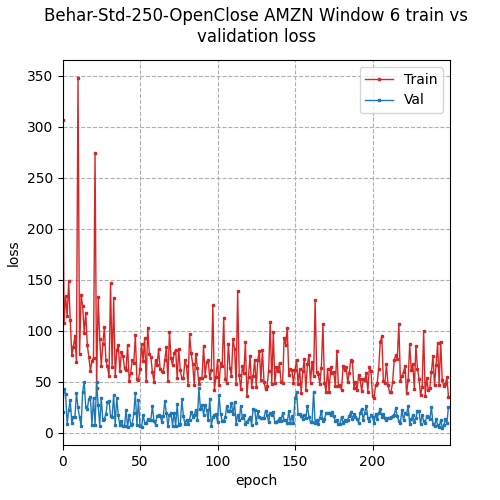 Behar-Std-250-OpenClose AMZN Window 6 train vs
validation loss
Train
Val
350
300
250
200
150
100
50
0
loss
0 50 100 150 200
epoch